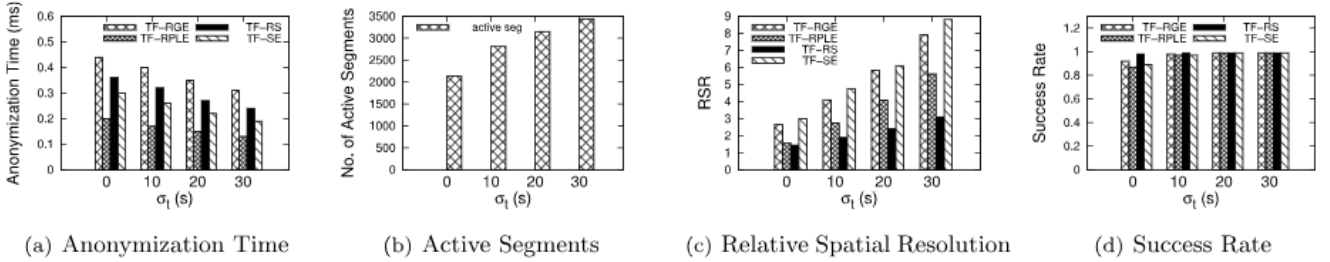 Anonymization Time (ms)
0.6
0.5
0.4
0.3
0.2
0.1
0
TF-RGE
TF-RPLE
TF-RS
TF-SE
0 10 20 30
σt (s)
(a) Anonymization Time
No. of Active Segments
3500
3000
2500
2000
1500
1000
500
0
active seg
0 10 20 30
σt (s)
(b) Active Segments
RSR
9
8
7
6
5
4
3
2
1
0
TF-RGE
TF-RPLE
TF-RS
TF-SE
0 10 20 30
σt (s)
(c) Relative Spatial Resolution
Success Rate
1.2
1
0.8
0.6
0.4
0.2
0
TF-RGE
TF-RPLE
TF-RS
TF-SE
0 10 20 30
σt (s)
(d) Success Rate